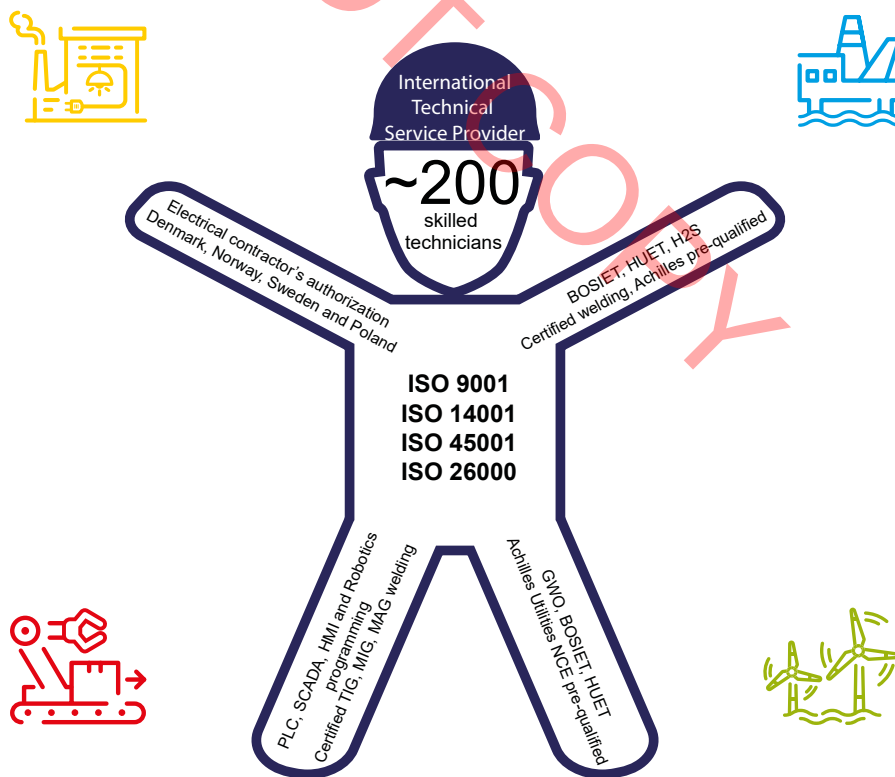 International
Technical
Service Provider
~200
skilled
technicians
Electrical contractor's authorization
Denmark, Norway, Sweden and Poland
BOSIET, HUET, H2S
Certified welding, Achilles pre-qualified
ISO 9001
ISO 14001
ISO 45001
ISO 26000
PLC, SCADA, HMI and Robotics
programming
Certified TIG, MIG, MAG welding
GWO, BOSIET, HUET
Achilles Utilities NCE pre-qualified
COPY